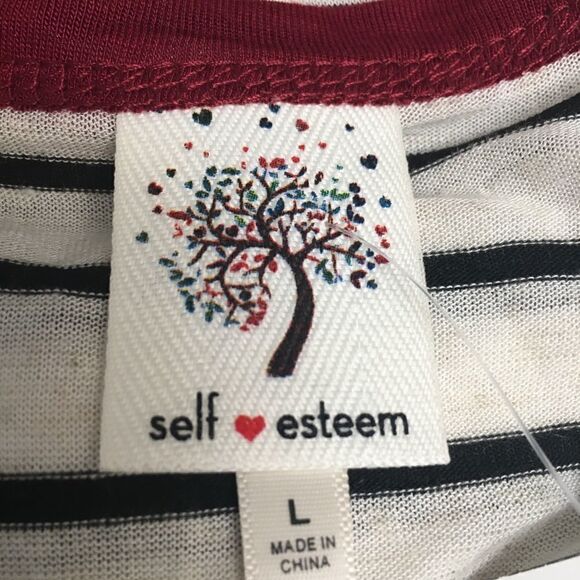 self ❤ esteem
L
MADE IN
CHINA